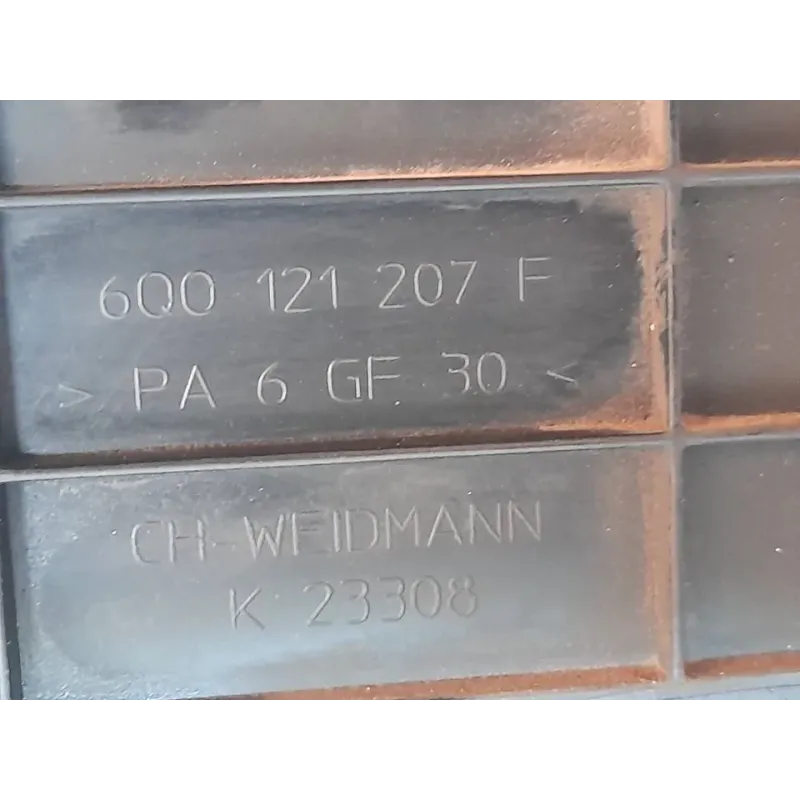 6Q0 121 207 F
> PA 6 GF 30 <
CH-WEIDMANN
K 23308